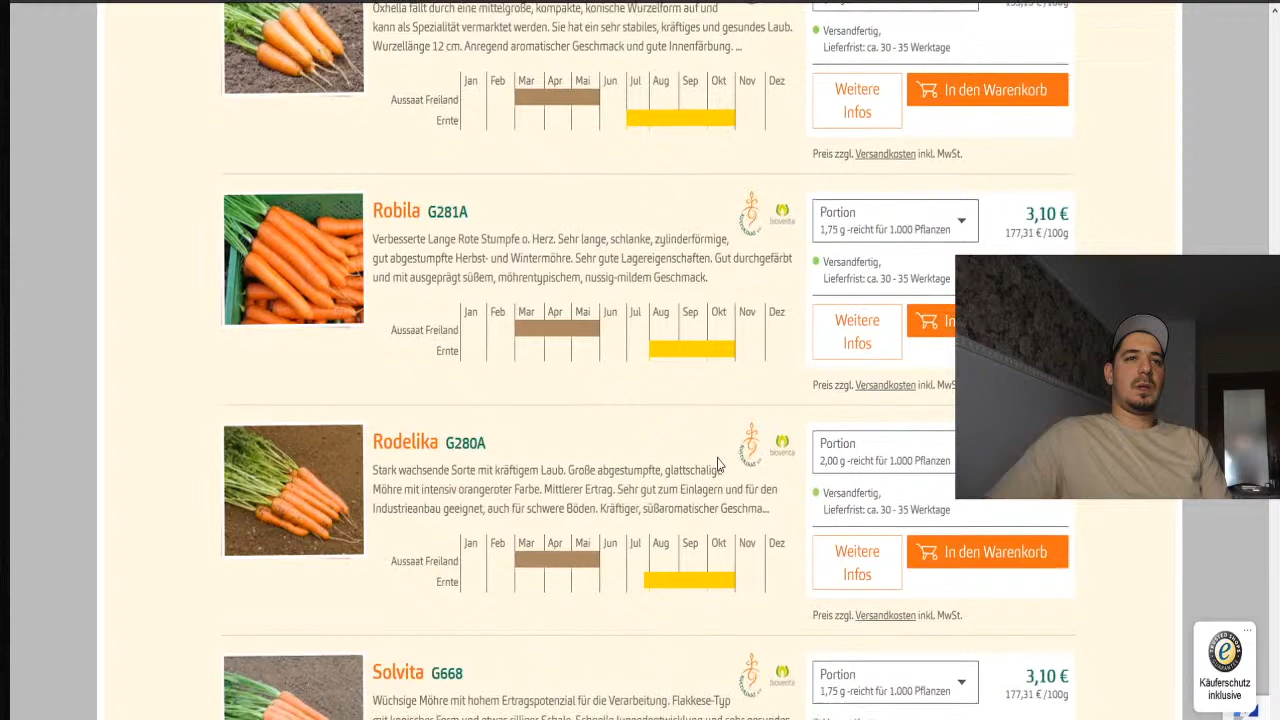 Oxhella fällt durch eine mittelgroße, kompakte, konische Wurzelform auf und
kann als Spezialität vermarktet werden. Sie hat ein sehr stabiles, kräftiges und gesundes Laub.
Wurzellänge 12 cm. Anregend aromatischer Geschmack und gute Innenfärbung. ...
Jan Feb Mar Apr Mai Jun Jul Aug Sep Okt Nov Dez
Aussaat Freiland
Ernte
Versandfertig,
Lieferfrist: ca. 30 - 35 Werktage
Weitere
Infos
In den Warenkorb
Preis zzgl. Versandkosten inkl. MwSt.
Robila G281A
bioverita
Verbesserte Lange Rote Stumpfe o. Herz. Sehr lange, schlanke, zylinderförmige,
gut abgestumpfte Herbst- und Wintermöhre. Sehr gute Lagereigenschaften. Gut durchgefärbt
und mit ausgeprägt süßem, möhrentypischem, nussig-mildem Geschmack.
Jan Feb Mar Apr Mai Jun Jul Aug Sep Okt Nov Dez
Aussaat Freiland
Ernte
Portion
1,75 g -reicht für 1.000 Pflanzen
3,10 €
177,31 € /100g
Versandfertig,
Lieferfrist: ca. 30 - 35 Werktage
Weitere
Infos
In
Preis zzgl. Versandkosten inkl. MwS
Rodelika G280A
bioverita
Stark wachsende Sorte mit kräftigem Laub. Große abgestumpfte, glattschalige
Möhre mit intensiv orangeroter Farbe. Mittlerer Ertrag. Sehr gut zum Einlagern und für den
Industrieanbau geeignet, auch für schwere Böden. Kräftiger, süßaromatischer Geschma...
Jan Feb Mar Apr Mai Jun Jul Aug Sep Okt Nov Dez
Aussaat Freiland
Ernte
Portion
2,00 g -reicht für 1.000 Pflanzen
Versandfertig,
Lieferfrist: ca. 30 - 35 Werktage
Weitere
Infos
In den Warenkorb
Preis zzgl. Versandkosten inkl. MwSt.
Solvita G668
bioverita
Wüchsige Möhre mit hohem Ertragspotenzial für die Verarbeitung. Flakkese-Typ
Portion
1,75 g -reicht für 1.000 Pflanzen
3,10 €
177,31 € /100g
Käuferschutz
inklusive